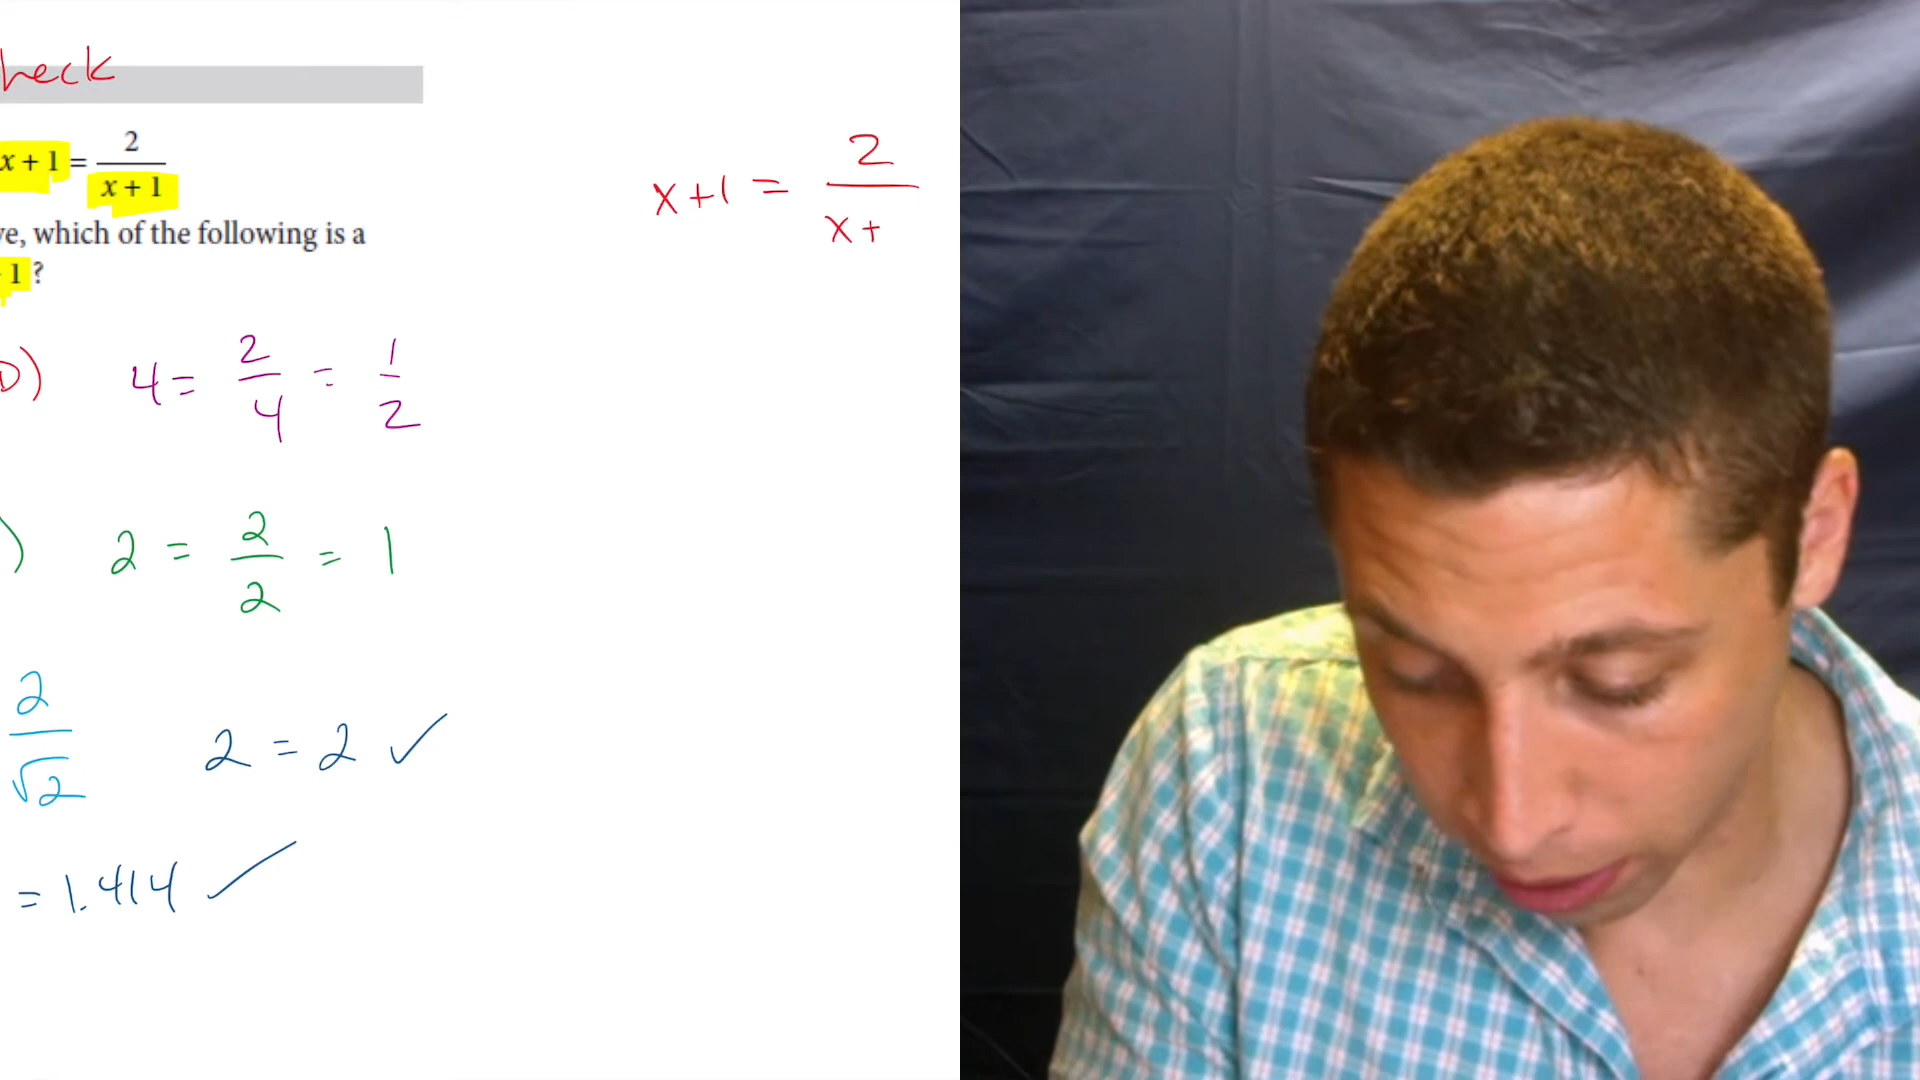 heck
x + 1 = 2 / x + 1
ve, which of the following is a
1 ?
D) 4 = 2 / 4 = 1 / 2
) 2 = 2 / 2 = 1
2 / √2 2 = 2 ✓
= 1.414 ✓
x+1 = 2 / x+